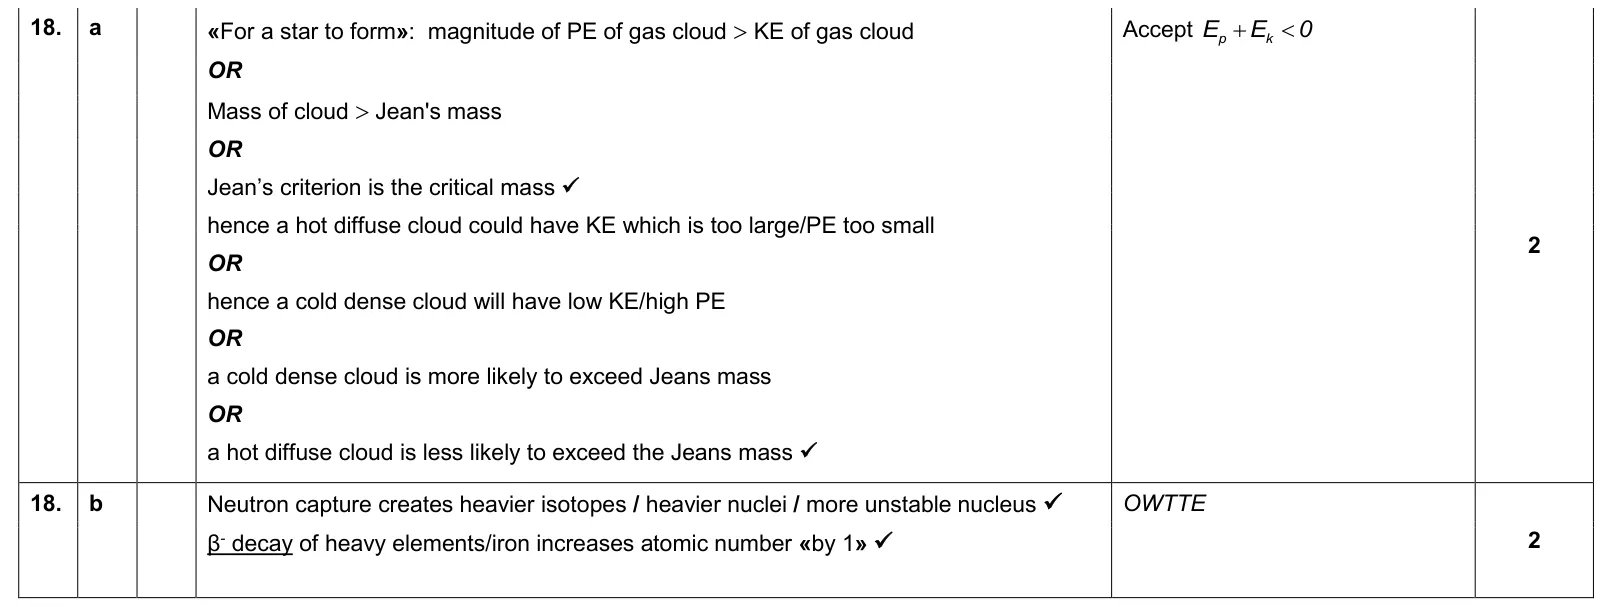 18. a «For a star to form»: magnitude of PE of gas cloud > KE of gas cloud Accept Eₚ + Eₖ < 0
OR
Mass of cloud > Jean's mass
OR
Jean’s criterion is the critical mass ✓
hence a hot diffuse cloud could have KE which is too large/PE too small
2
OR
hence a cold dense cloud will have low KE/high PE
OR
a cold dense cloud is more likely to exceed Jeans mass
OR
a hot diffuse cloud is less likely to exceed the Jeans mass ✓
18. b Neutron capture creates heavier isotopes / heavier nuclei / more unstable nucleus ✓ OWTTE
β⁻ decay of heavy elements/iron increases atomic number «by 1» ✓ 2